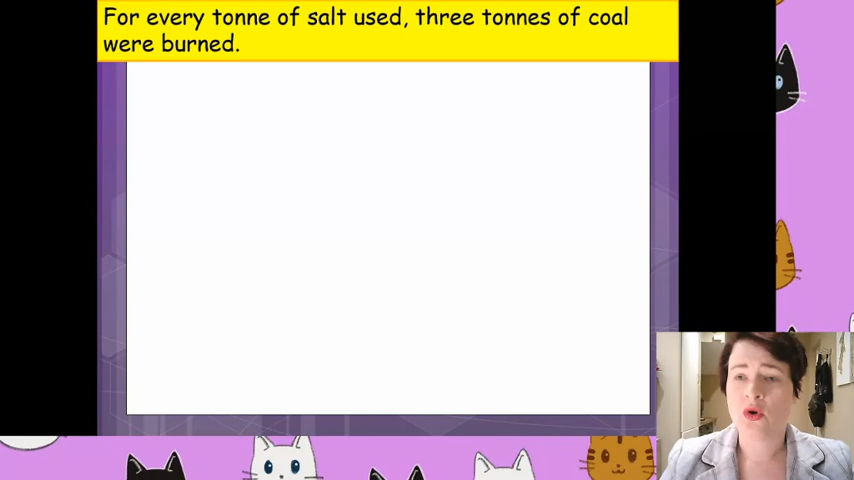 For every tonne of salt used, three tonnes of coal
were burned.